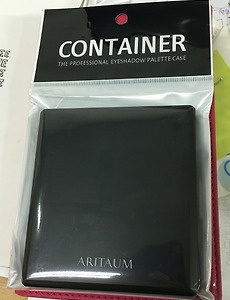 CONTAINER
THE PROFESSIONAL EYESHADOW PALETTE CASE
ARITAUM